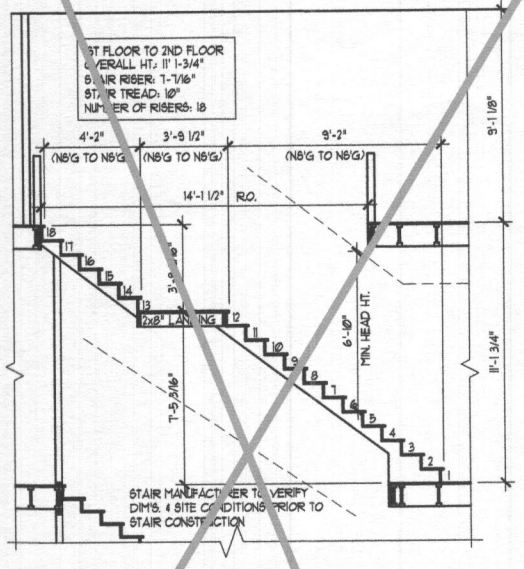 1ST FLOOR TO 2ND FLOOR
OVERALL HT.: 11' 1-3/4"
STAIR RISER: 7-7/16"
STAIR TREAD: 10"
NUMBER OF RISERS: 18
4'-2"
3'-9 1/2"
9'-2"
(NS'G TO NS'G)
(NS'G TO NS'G)
(NS'G TO NS'G)
14'-1 1/2" R.O.
9'-1 1/8"
18
17
16
15
14
13
2x8" LANDING
12
11
10
9
8
7
6
5
4
3
2
1
7'-5,3/16"
6'-10"
MIN. HEAD HT.
11'-1 3/4"
STAIR MANUFACTURER TO VERIFY
DIM'S. & SITE CONDITIONS PRIOR TO
STAIR CONSTRUCTION